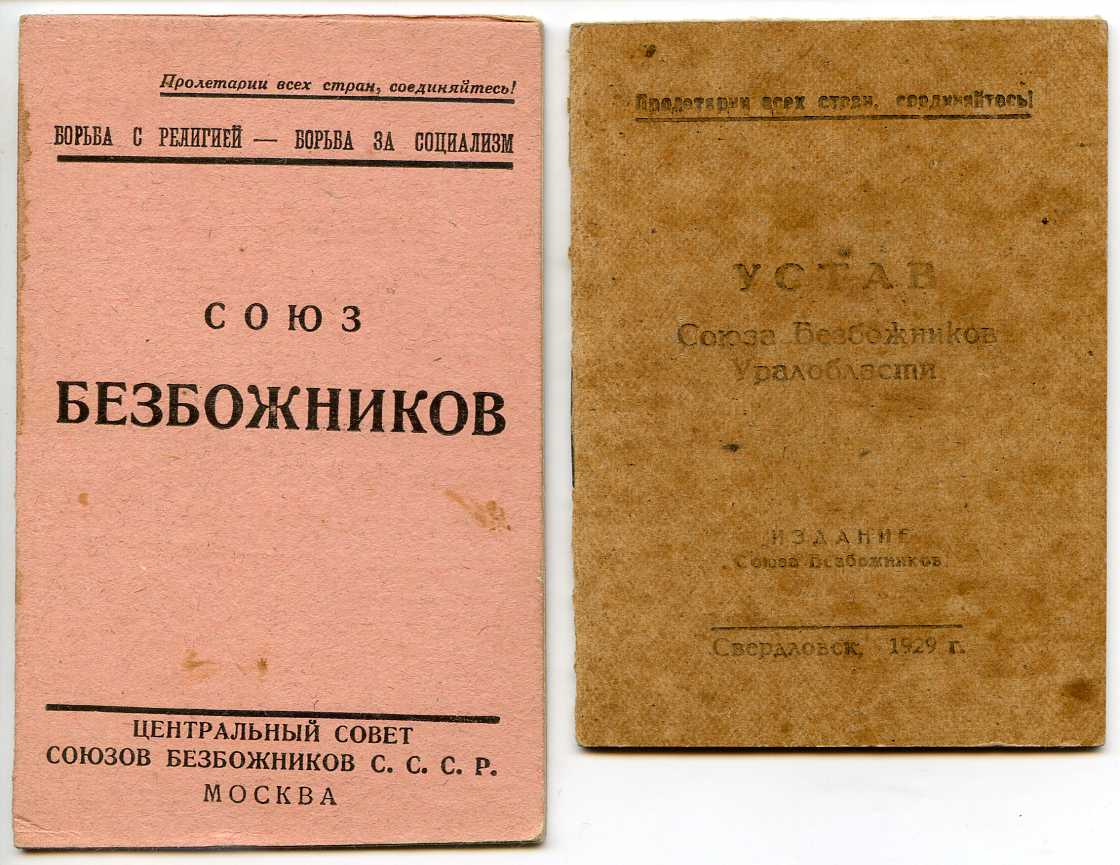 Пролетарии всех стран, соединяйтесь!
БОРЬБА С РЕЛИГИЕЙ — БОРЬБА ЗА СОЦИАЛИЗМ
СОЮЗ
БЕЗБОЖНИКОВ
ЦЕНТРАЛЬНЫЙ СОВЕТ
СОЮЗОВ БЕЗБОЖНИКОВ С. С. С. Р.
МОСКВА
Пролетарии всех стран, соединяйтесь!
УСТАВ
Союза Безбожников
Уралобласти
ИЗДАНИЕ
Союза Безбожников
Свердловск, 1929 г.